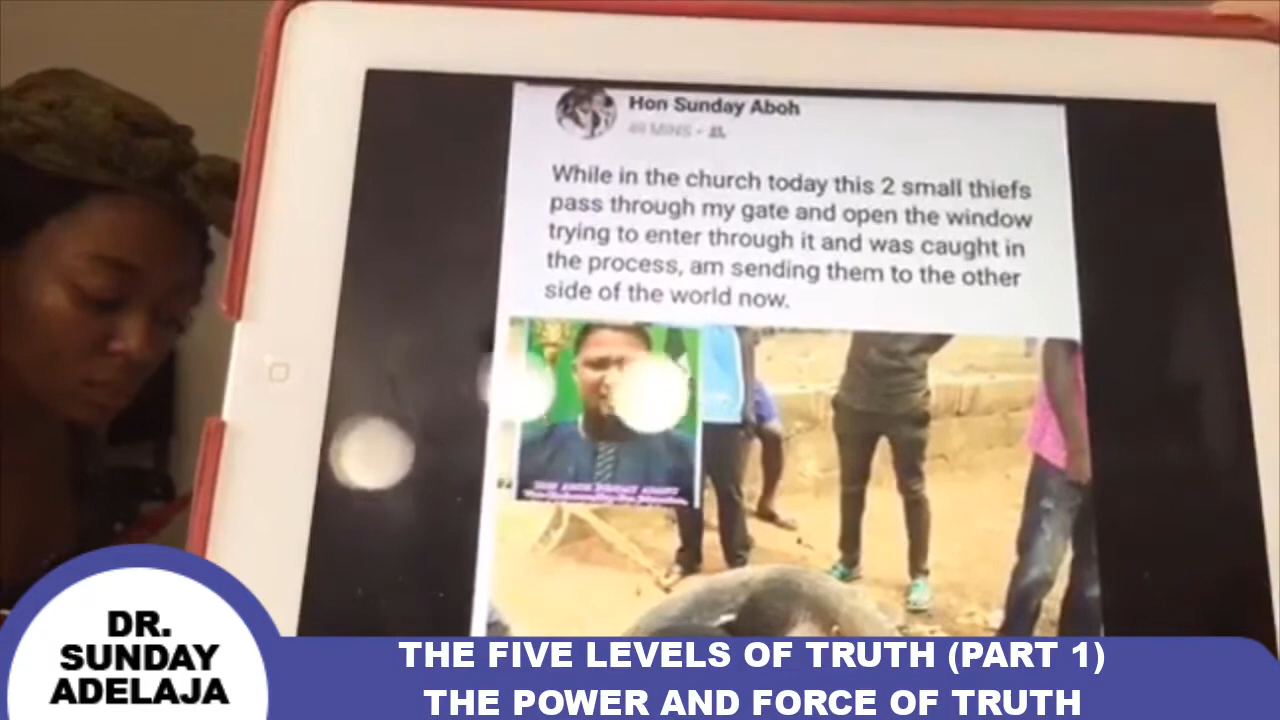 Hon Sunday Aboh
49 MINS
While in the church today this 2 small thiefs
pass through my gate and open the window
trying to enter through it and was caught in
the process, am sending them to the other
side of the world now.
DR.
SUNDAY
ADELAJA
THE FIVE LEVELS OF TRUTH (PART 1)
THE POWER AND FORCE OF TRUTH